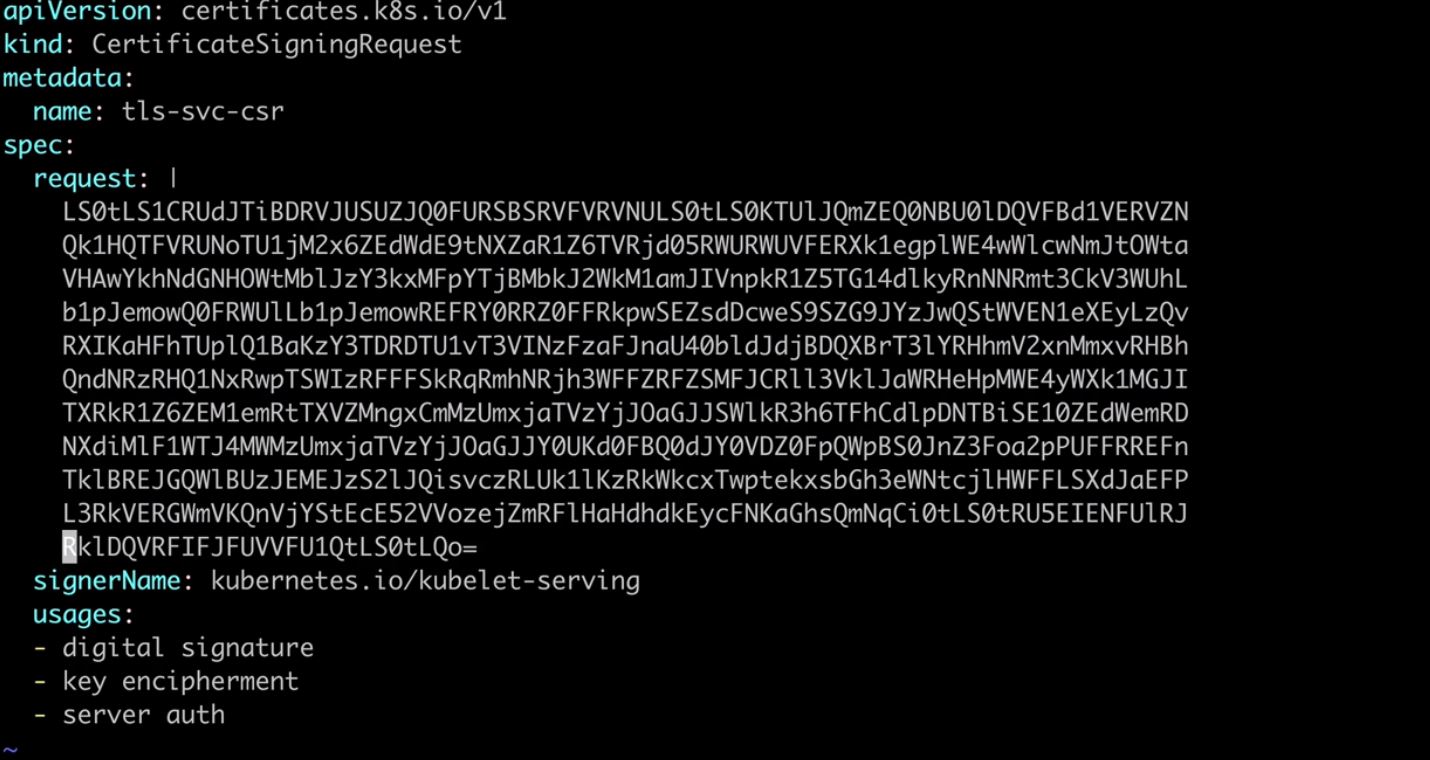 apiVersion: certificates.k8s.io/v1
kind: CertificateSigningRequest
metadata:
  name: tls-svc-csr
spec:
  request: |
    LS0tLS1CRUdJTiBDRVJUSUZJQ0FURSBSRVFVRVNULS0tLS0KTUlJQmZEQ0NBU0lDQVFBd1VERVZN
    Qk1HQTFVRUNoTU1jM2x6ZEdWdE9tNXZaR1Z6TVRjd05RWURWUVFERXk1egplWE4wWlcwNmJtOWta
    VHAwYkhNdGNHOWtMblJzY3kxMFpYTjBMbkJ2WkM1amJIVnpkR1Z5TG14dlkyRnNNRmt3CkV3WUhL
    b1pJemowQ0FRWUlLb1pJemowREFRY0RRZ0FFRkpwSEZsdDcweS9SZG9JYzJwQStWVEN1eXEyLzQv
    RXIKaHFhTUplQ1BaKzY3TDRDTU1vT3VINzFzaFJnaU40bldJdjBDQXBrT3lYRHhmV2xnMmxvRHBh
    QndNRzRHQ1NxRwpTSWIzRFFFSkRqRmhNRjh3WFFZRFZSMFJCRll3VklJaWRHeHpMWE4yWXk1MGJI
    TXRkR1Z6ZEM1emRtTXVZMngxCmMzUmxjaTVzYjJOaGJJSWlkR3h6TFhCdlpDNTBiSE10ZEdWemRD
    NXdiMlF1WTJ4MWMzUmxjaTVzYjJOaGJJY0UKd0FBQ0dJY0VDZ0FpQWpBS0JnZ3Foa2pPUFFRREFn
    TklBREJGQWlBUzJEMEJzS2lJQisvczRLUk1lKzRkWkcxTwptekxsbGh3eWNtcjlHWFFLSXdJaEFP
    L3RkVERGWmVKQnVjYStEcE52VVozejZmRFlHaHdhdkEycFNKaGhsQmNqCi0tLS0tRU5EIENFUlRJ
    RklDQVRFIFJFUVVFU1QtLS0tLQo=
  signerName: kubernetes.io/kubelet-serving
  usages:
  - digital signature
  - key encipherment
  - server auth
~